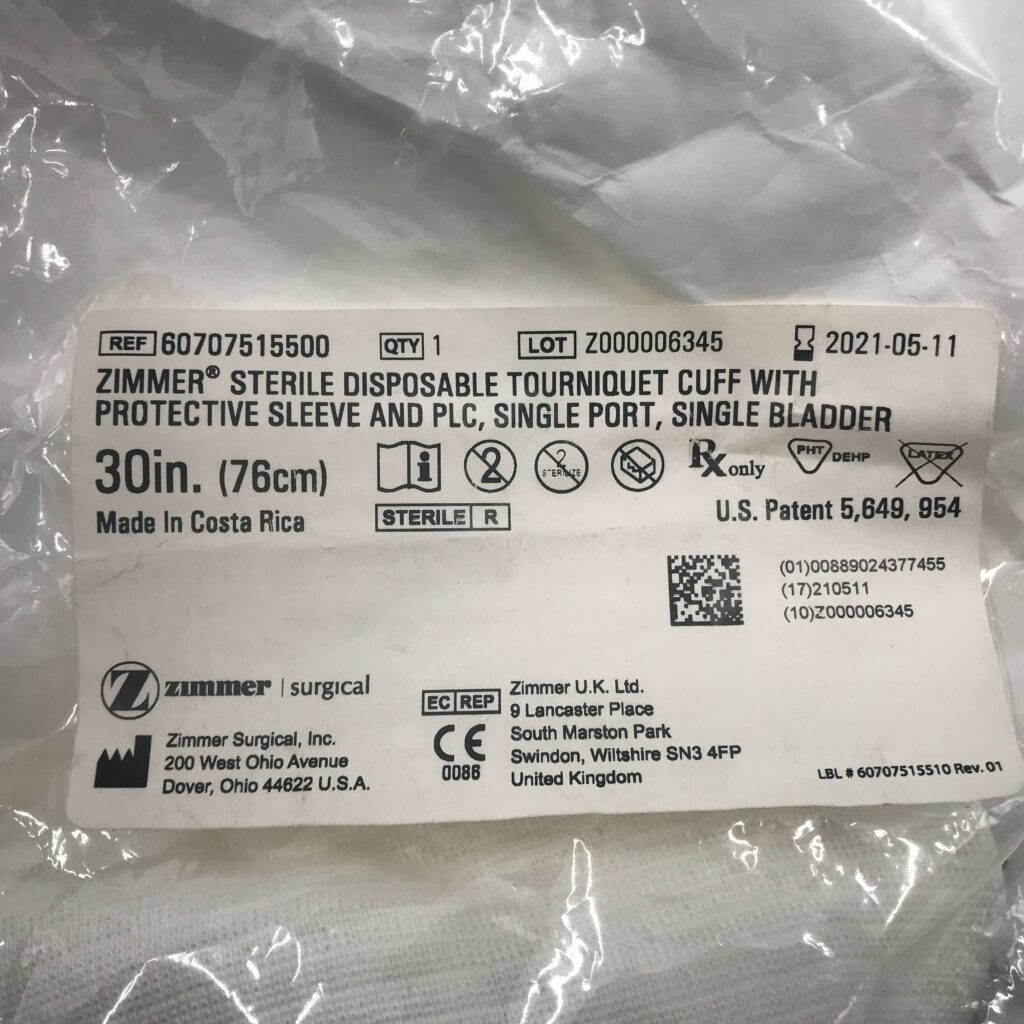 REF 60707515500 QTY 1 LOT Z000006345 2021-05-11
ZIMMER® STERILE DISPOSABLE TOURNIQUET CUFF WITH
PROTECTIVE SLEEVE AND PLC, SINGLE PORT, SINGLE BLADDER
30in. (76cm) i 2 2 STERILIZE Rx only PHT DEHP LATEX
Made In Costa Rica STERILE R U.S. Patent 5,649, 954
(01)00889024377455
(17)210511
(10)Z000006345
Z zimmer | surgical
Zimmer Surgical, Inc.
200 West Ohio Avenue
Dover, Ohio 44622 U.S.A.
EC REP
CE
0086
Zimmer U.K. Ltd.
9 Lancaster Place
South Marston Park
Swindon, Wiltshire SN3 4FP
United Kingdom
LBL # 60707515510 Rev. 01